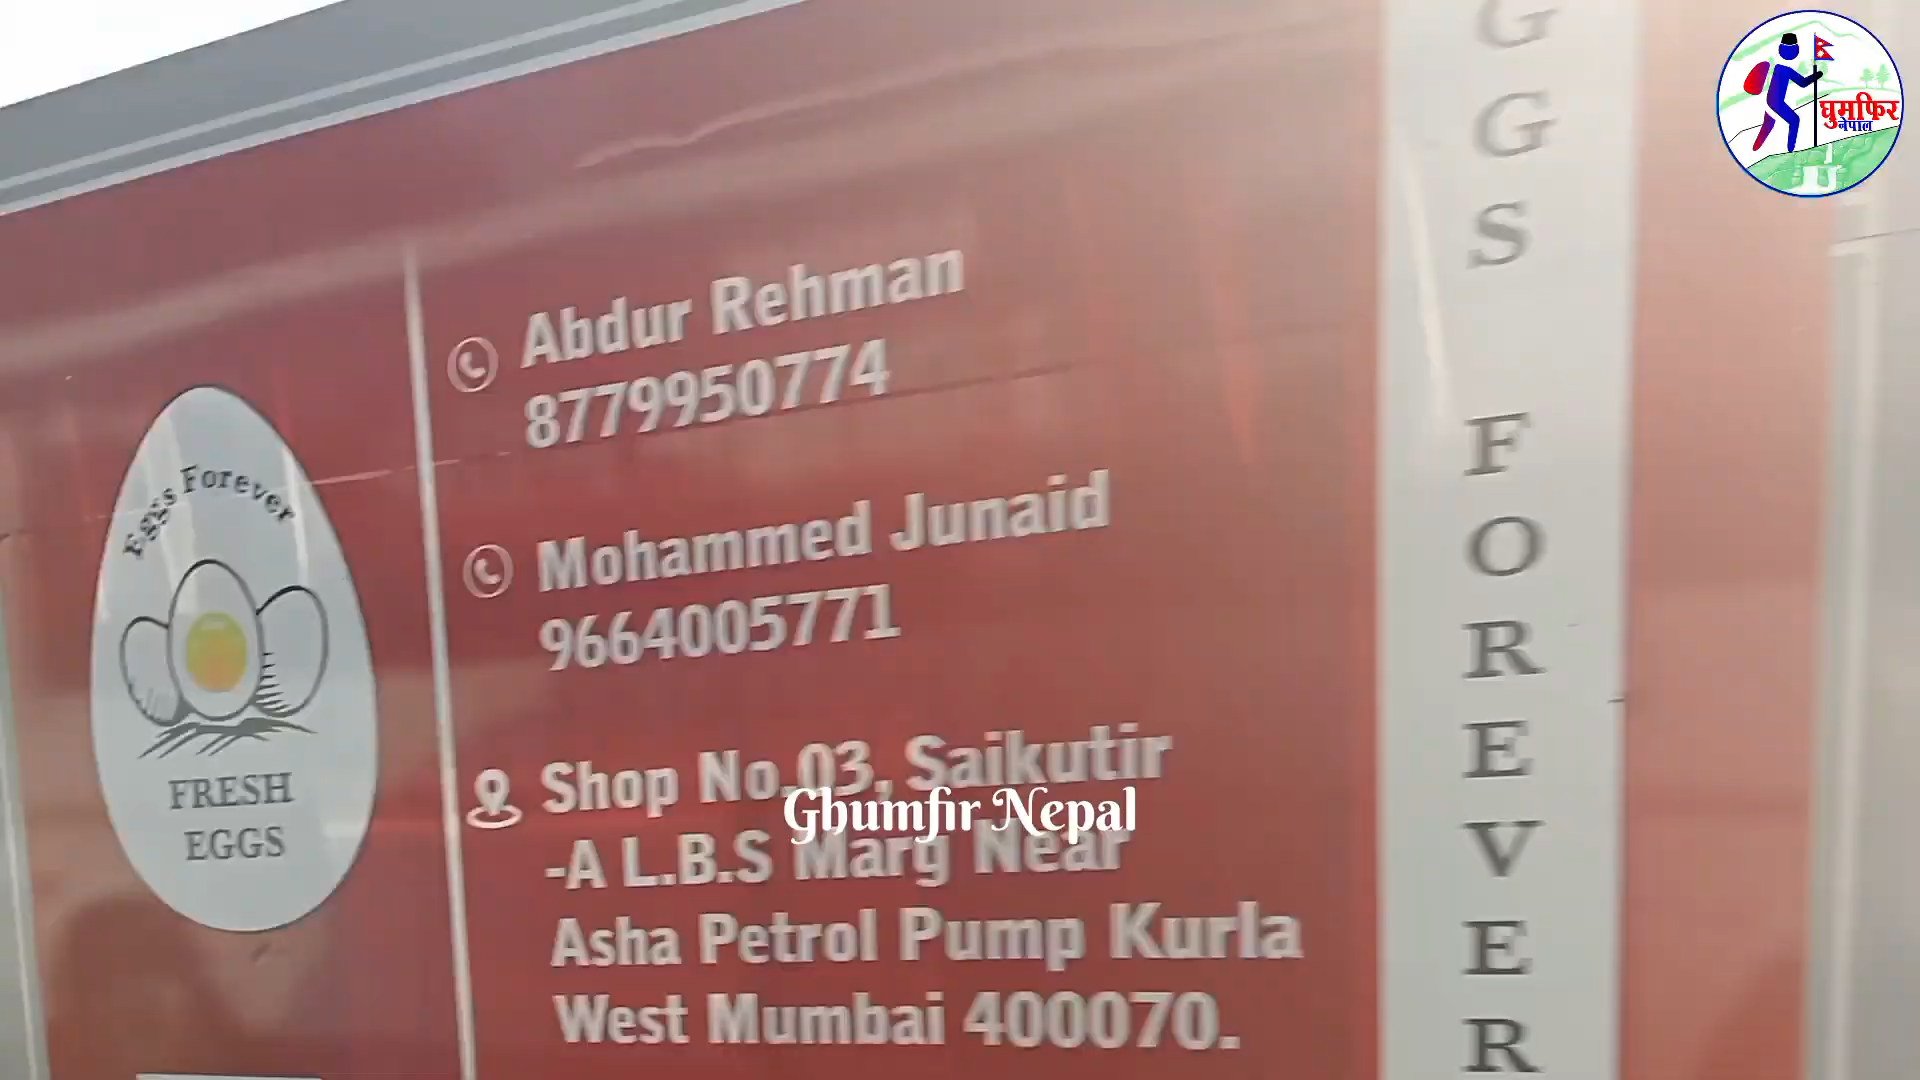 घुमफिर
नेपाल
Abdur Rehman
8779950774
Mohammed Junaid
9664005771
Shop No.03, Saikutir
-A L.B.S Marg Near
Asha Petrol Pump Kurla
West Mumbai 400070.
Ghumfir Nepal
Eggs Forever
FRESH
EGGS
GGS FOREVER